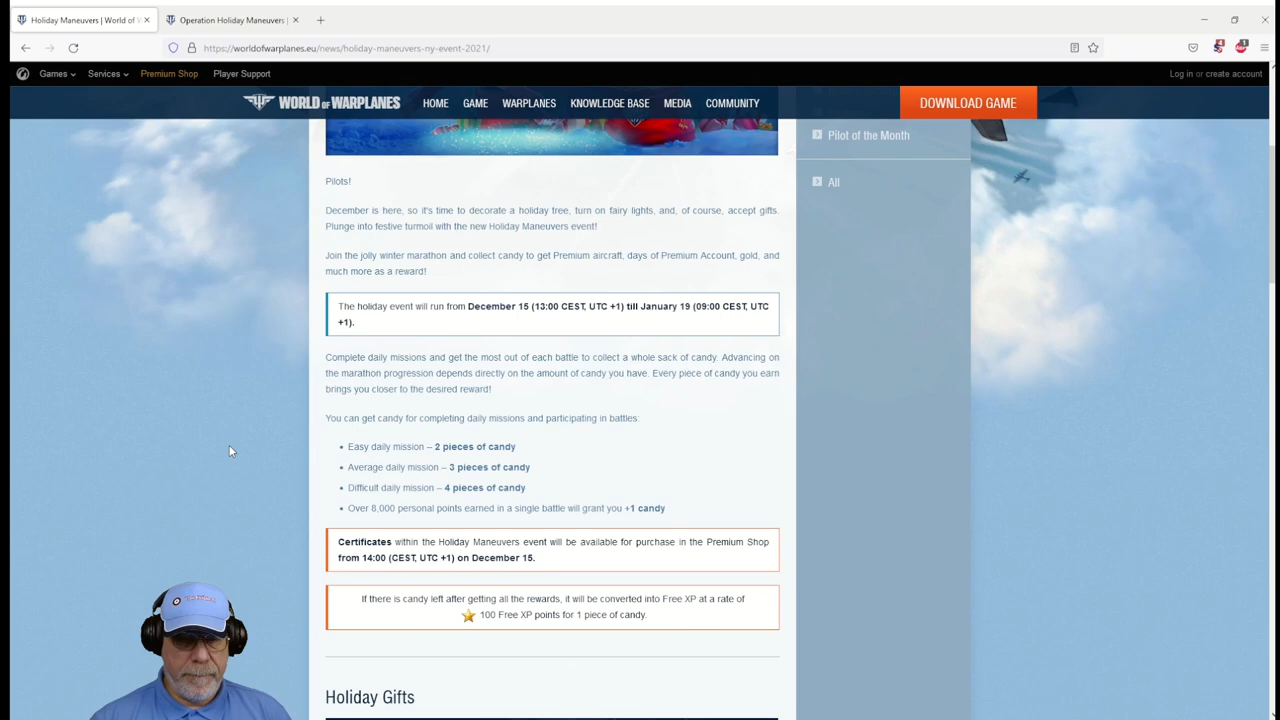 Holiday Maneuvers | World of W
Operation Holiday Maneuvers |
https://worldofwarplanes.eu/news/holiday-maneuvers-ny-event-2021/
Games Services Premium Shop Player Support Log in or create account
WORLD OF WARPLANES HOME GAME WARPLANES KNOWLEDGE BASE MEDIA COMMUNITY DOWNLOAD GAME
Pilot of the Month
All
Pilots!
December is here, so it's time to decorate a holiday tree, turn on fairy lights, and, of course, accept gifts.
Plunge into festive turmoil with the new Holiday Maneuvers event!
Join the jolly winter marathon and collect candy to get Premium aircraft, days of Premium Account, gold, and
much more as a reward!
The holiday event will run from December 15 (13:00 CEST, UTC +1) till January 19 (09:00 CEST, UTC
+1).
Complete daily missions and get the most out of each battle to collect a whole sack of candy. Advancing on
the marathon progression depends directly on the amount of candy you have. Every piece of candy you earn
brings you closer to the desired reward!
You can get candy for completing daily missions and participating in battles:
• Easy daily mission – 2 pieces of candy
• Average daily mission – 3 pieces of candy
• Difficult daily mission – 4 pieces of candy
• Over 8,000 personal points earned in a single battle will grant you +1 candy
Certificates within the Holiday Maneuvers event will be available for purchase in the Premium Shop
from 14:00 (CEST, UTC +1) on December 15.
If there is candy left after getting all the rewards, it will be converted into Free XP at a rate of
100 Free XP points for 1 piece of candy.
Holiday Gifts